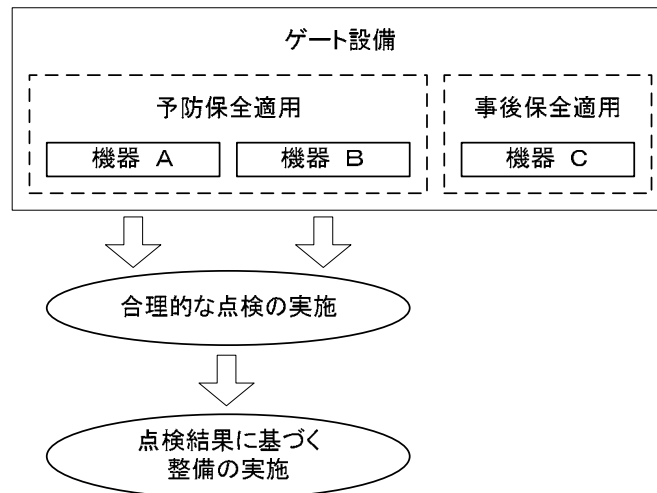 ゲート設備
予防保全適用
事後保全適用
機器 A
機器 B
機器 C
合理的な点検の実施
点検結果に基づく
整備の実施